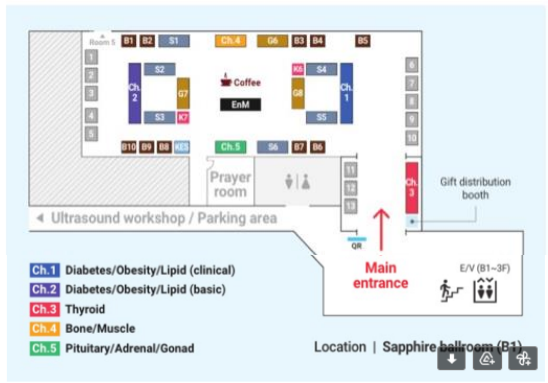 Room 5
B1 B2 S1 Ch.4 G6 B3 B4 B5
1
2
3
4
5
Ch.2
S2
G7
S3
K7
Coffee
EnM
K6
S4
G8
S5
Ch.1
6
7
8
9
10
B10 B9 B8 KES Ch.5 S6 B7 B6
Prayer
room
11
12
13
Ch.3
Gift distribution
booth
Ultrasound workshop / Parking area
QR
Main
entrance
E/V (B1~3F)
Ch.1 Diabetes/Obesity/Lipid (clinical)
Ch.2 Diabetes/Obesity/Lipid (basic)
Ch.3 Thyroid
Ch.4 Bone/Muscle
Ch.5 Pituitary/Adrenal/Gonad
Location | Sapphire ballroom (B1)